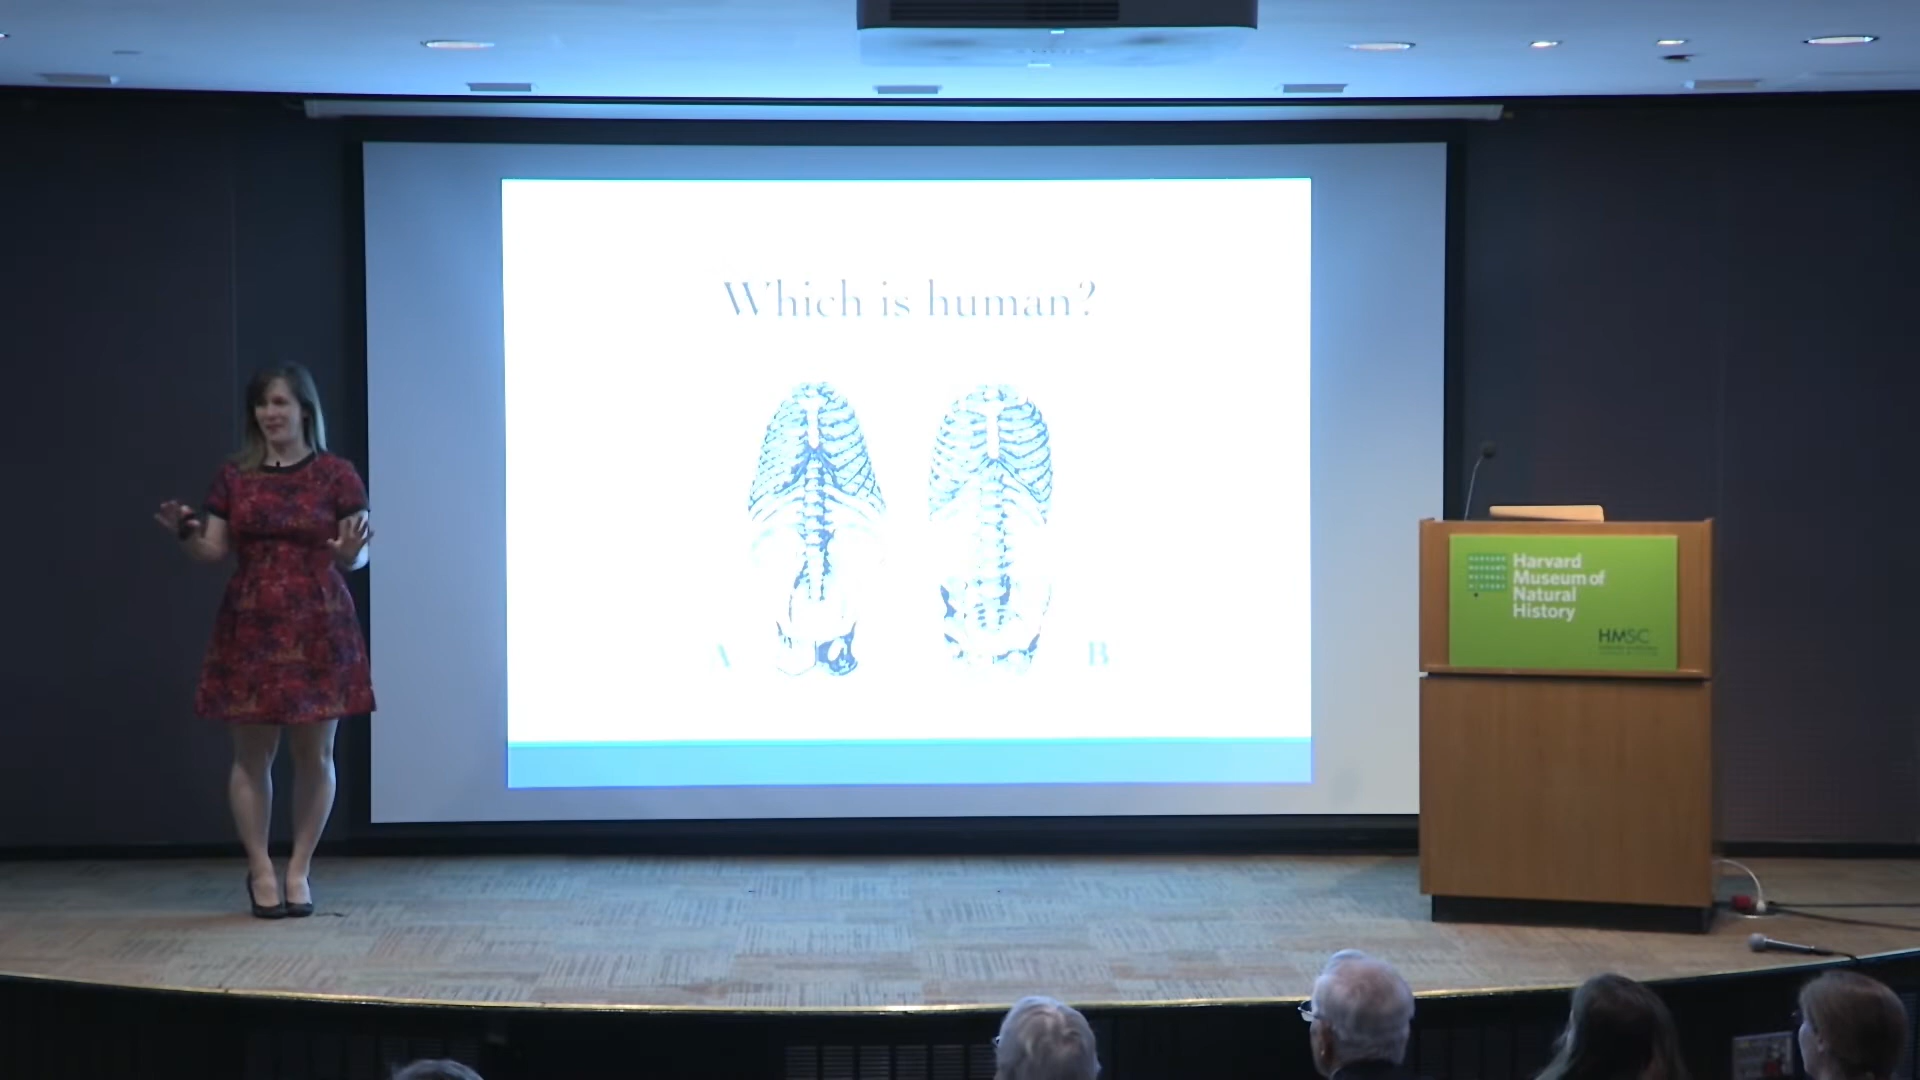 Which is human?
A
B
Harvard
Museum of
Natural
History
HMSC